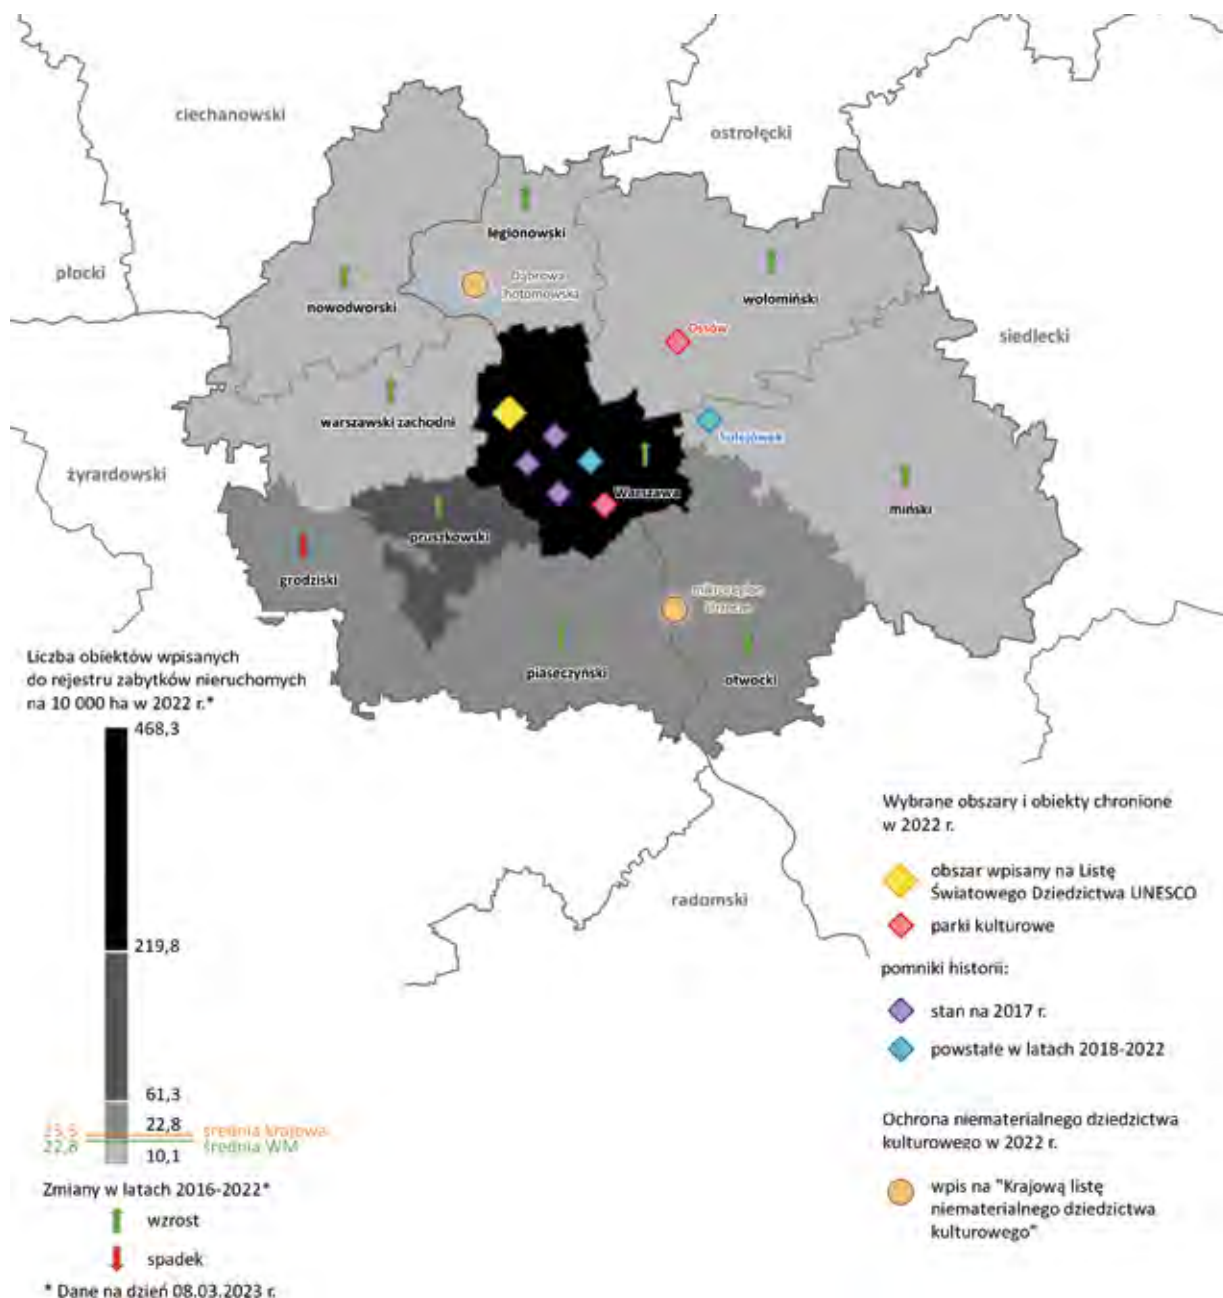 ciechanowski
ostrołęcki
legionowski
płocki
Dąbrowa
Chotomowska
nowodworski
wołomiński
Ossów
siedlecki
warszawski zachodni
Sulejówek
żyrardowski
Warszawa
miński
pruszkowski
grodziski
mikroregion
Urzecze
piaseczyński
otwocki
radomski
Liczba obiektów wpisanych
do rejestru zabytków nieruchomych
na 10 000 ha w 2022 r.*
468,3
219,8
61,3
22,8
średnia krajowa
22,8
średnia WM
10,1
Zmiany w latach 2016-2022*
wzrost
spadek
* Dane na dzień 08.03.2023 r.
Wybrane obszary i obiekty chronione
w 2022 r.
obszar wpisany na Listę
Światowego Dziedzictwa UNESCO
parki kulturowe
pomniki historii:
stan na 2017 r.
powstałe w latach 2018-2022
Ochrona niematerialnego dziedzictwa
kulturowego w 2022 r.
wpis na "Krajową listę
niematerialnego dziedzictwa
kulturowego"